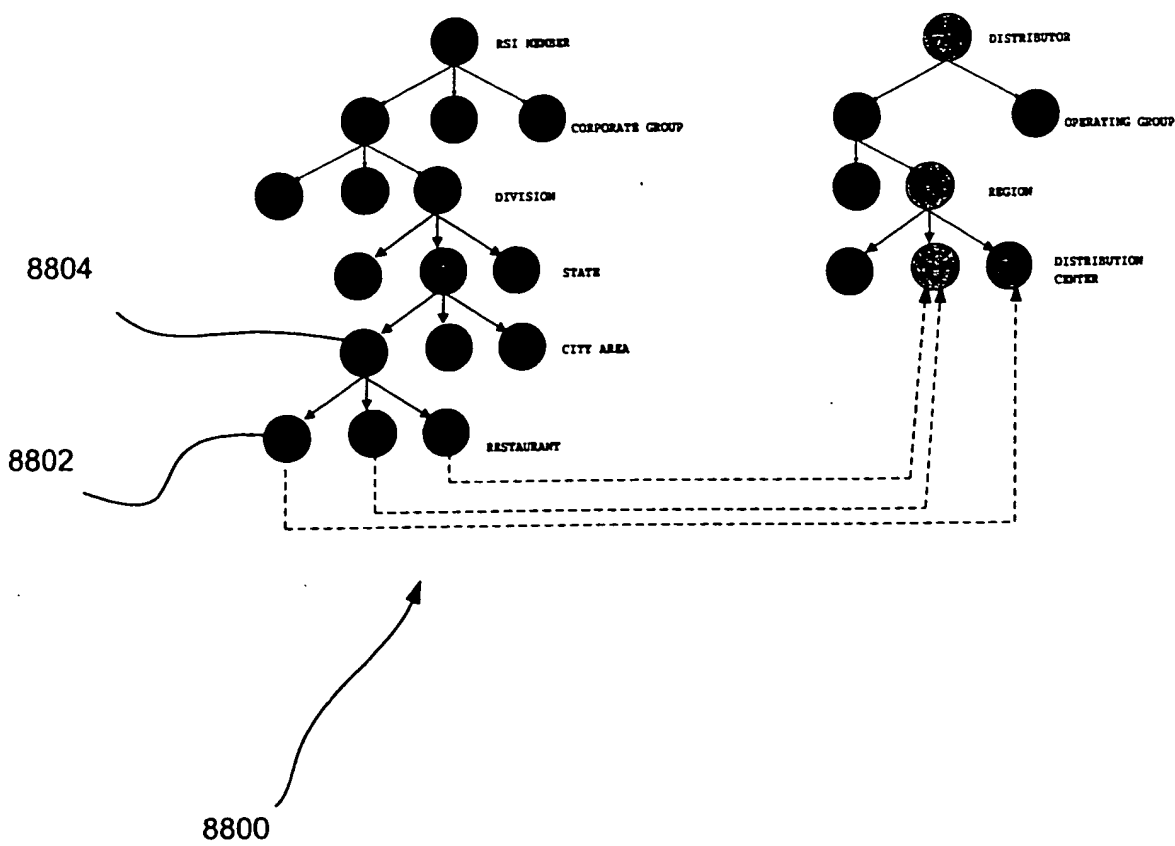 RSI MEMBER
DISTRIBUTOR
CORPORATE GROUP
OPERATING GROUP
DIVISION
REGION
8804
STATE
DISTRIBUTION
CENTER
CITY AREA
8802
RESTAURANT
8800